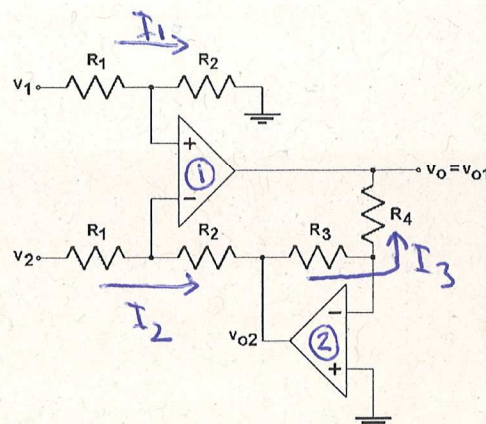 I1
R1 R2
v1
+
1
−
vo=vo1
R4
R1 R2 R3
v2
I3
I2
−
vo2 2
+